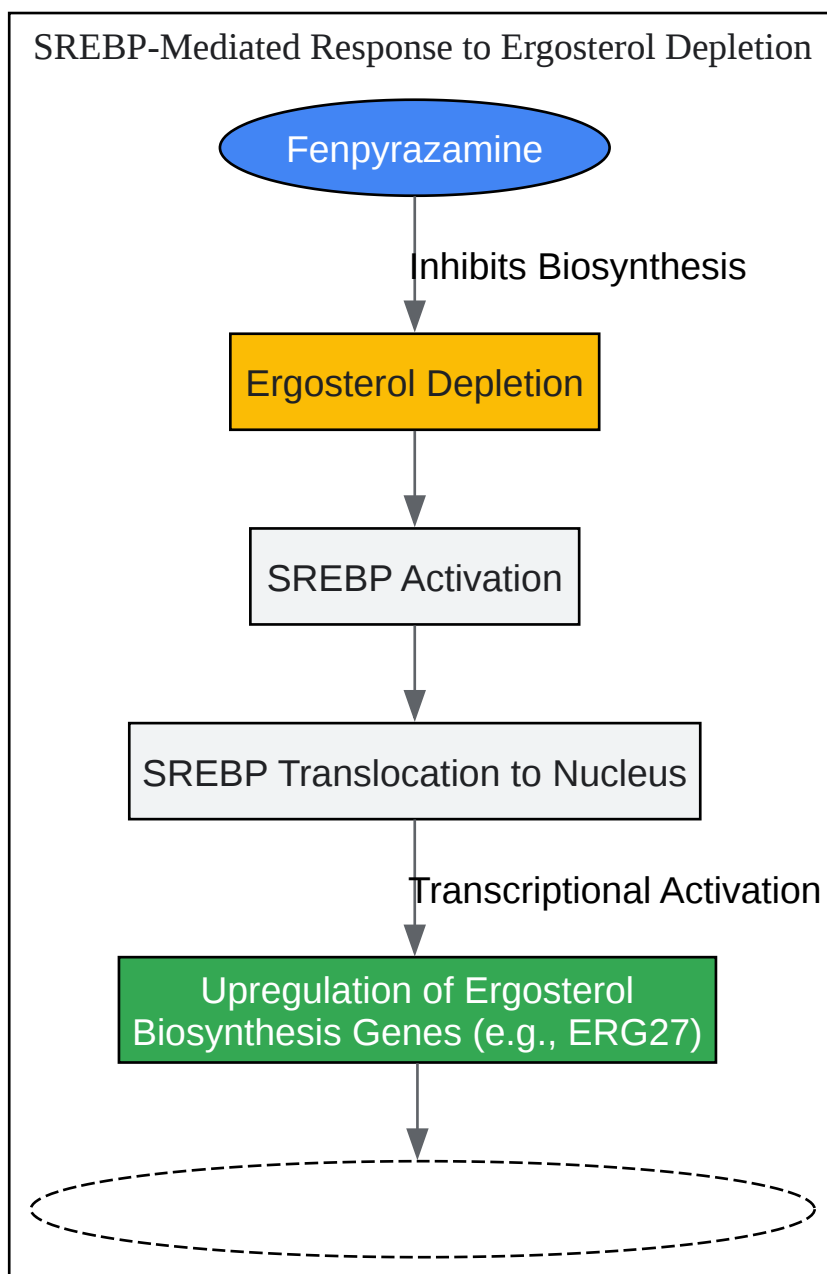 SREBP-Mediated Response to Ergosterol Depletion
Fenpyrazamine
Inhibits Biosynthesis
Ergosterol Depletion
SREBP Activation
SREBP Translocation to Nucleus
Transcriptional Activation
Upregulation of Ergosterol
Biosynthesis Genes (e.g., ERG27)